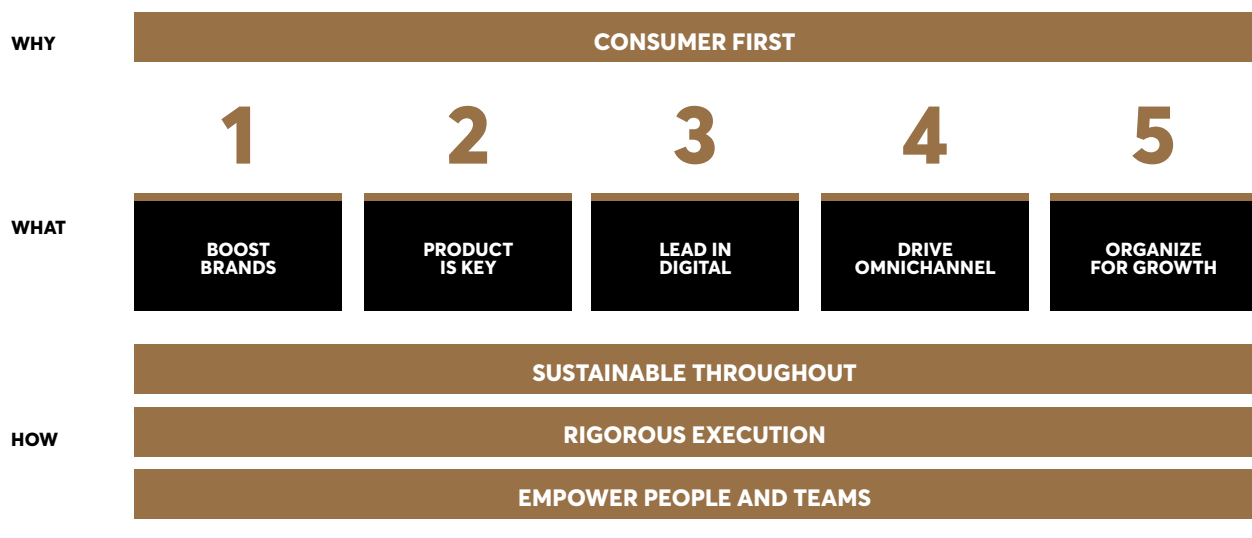 WHY
CONSUMER FIRST
1
2
3
4
5
WHAT
BOOST
BRANDS
PRODUCT
IS KEY
LEAD IN
DIGITAL
DRIVE
OMNICHANNEL
ORGANIZE
FOR GROWTH
HOW
SUSTAINABLE THROUGHOUT
RIGOROUS EXECUTION
EMPOWER PEOPLE AND TEAMS